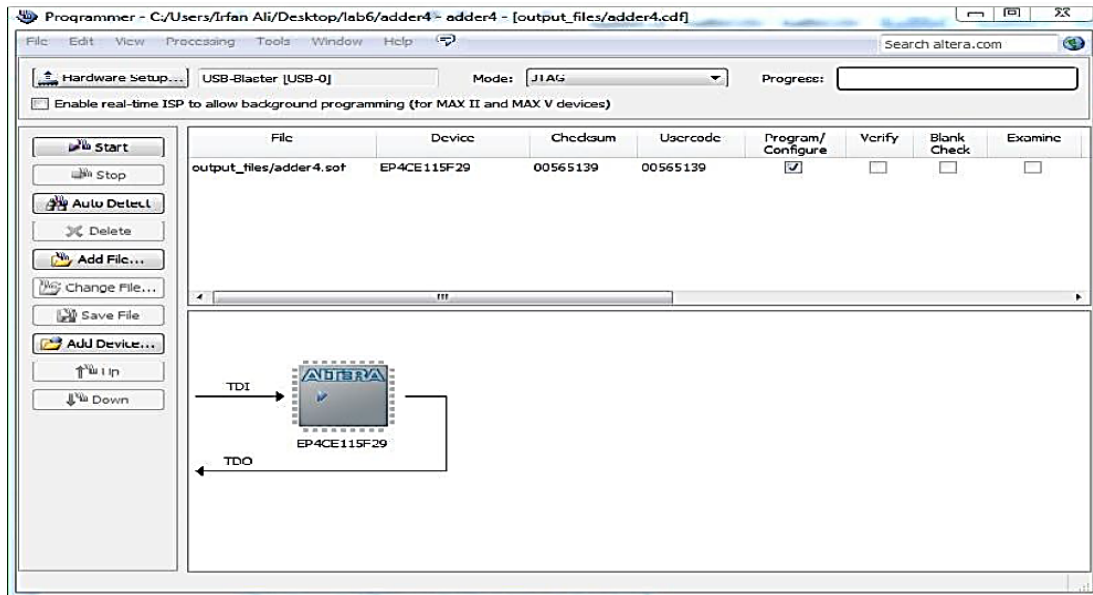 Programmer - C:/Users/Irfan Ali/Desktop/lab6/adder4 - adder4 - [output_files/adder4.cdf]
File Edit View Processing Tools Window Help
Search altera.com
Hardware Setup... USB-Blaster [USB-0] Mode: JTAG Progress:
Enable real-time ISP to allow background programming (for MAX II and MAX V devices)
Start
Stop
Auto Detect
Delete
Add File...
Change File...
Save File
Add Device...
Up
Down
File Device Checksum Usercode Program/Configure Verify Blank Check Examine
output_files/adder4.sof EP4CE115F29 00565139 00565139
TDI
ALTERA
EP4CE115F29
TDO